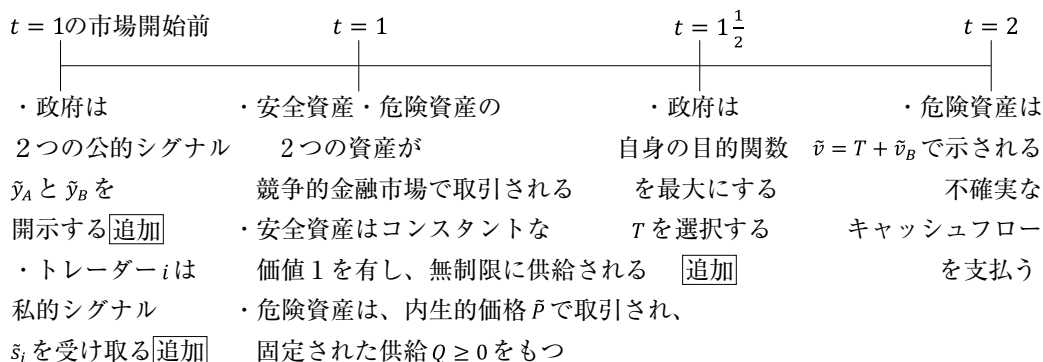 t = 1の市場開始前 t = 1 t = 1 1/2 t = 2
・政府は
２つの公的シグナル
ỹ_A と ỹ_B を
開示する 追加
・トレーダー i は
私的シグナル
s̃_i を受け取る 追加
・安全資産・危険資産の
２つの資産が
競争的金融市場で取引される
・安全資産はコンスタントな
価値１を有し、無制限に供給される
・危険資産は、内生的価格 P̃ で取引され、
固定された供給 Q ≥ 0 をもつ
・政府は
自身の目的関数
を最大にする
T を選択する
追加
・危険資産は
ṽ = T + ṽ_B で示される
不確実な
キャッシュフロー
を支払う